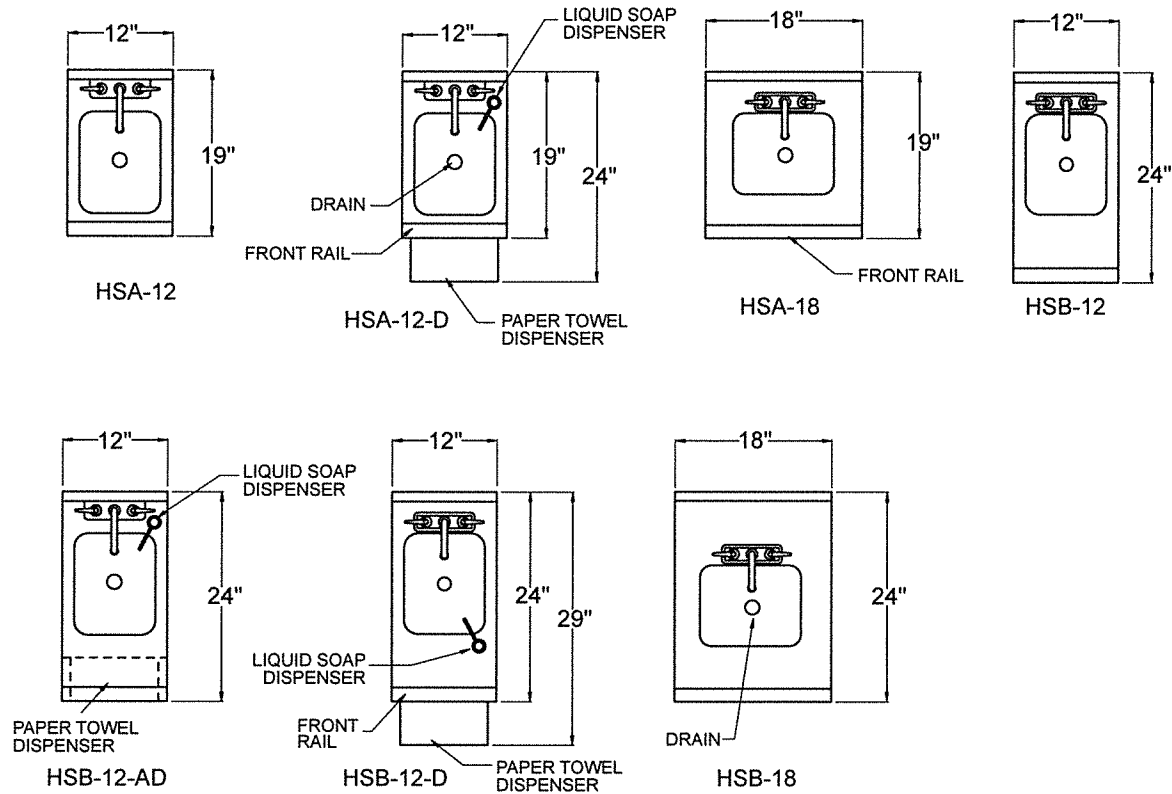 12"
19"
HSA-12
12"
LIQUID SOAP
DISPENSER
19"
24"
DRAIN
FRONT RAIL
HSA-12-D
PAPER TOWEL
DISPENSER
18"
19"
FRONT RAIL
HSA-18
12"
24"
HSB-12
12"
LIQUID SOAP
DISPENSER
24"
PAPER TOWEL
DISPENSER
HSB-12-AD
12"
24"
29"
LIQUID SOAP
DISPENSER
FRONT
RAIL
PAPER TOWEL
DISPENSER
HSB-12-D
18"
24"
DRAIN
HSB-18